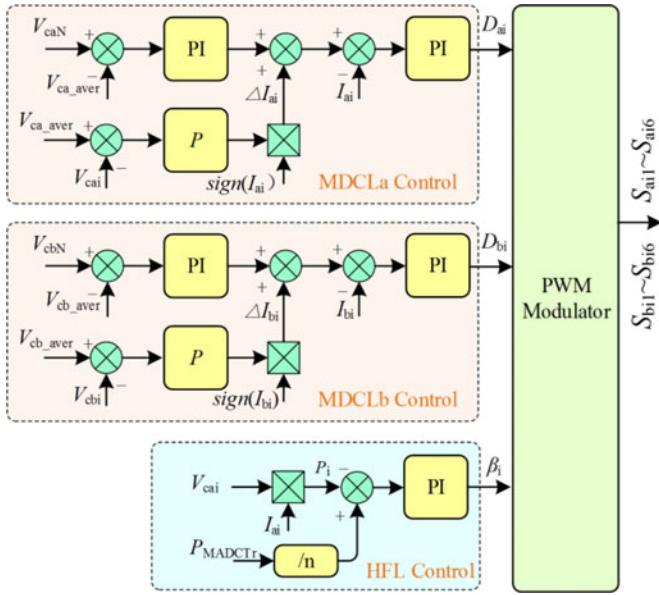 V_caN
+
−
V_ca_aver
PI
+
+
−
I_ai
PI
D_ai
△I_ai
V_ca_aver
+
−
V_cai
P
sign(I_ai)
MDCLa Control
V_cbN
+
−
V_cb_aver
PI
+
+
−
I_bi
PI
D_bi
△I_bi
V_cb_aver
+
−
V_cbi
P
sign(I_bi)
MDCLb Control
V_cai
I_ai
P_i
−
+
PI
β_i
P_MADCTr
/n
HFL Control
PWM
Modulator
S_ai1~S_ai6
S_bi1~S_bi6